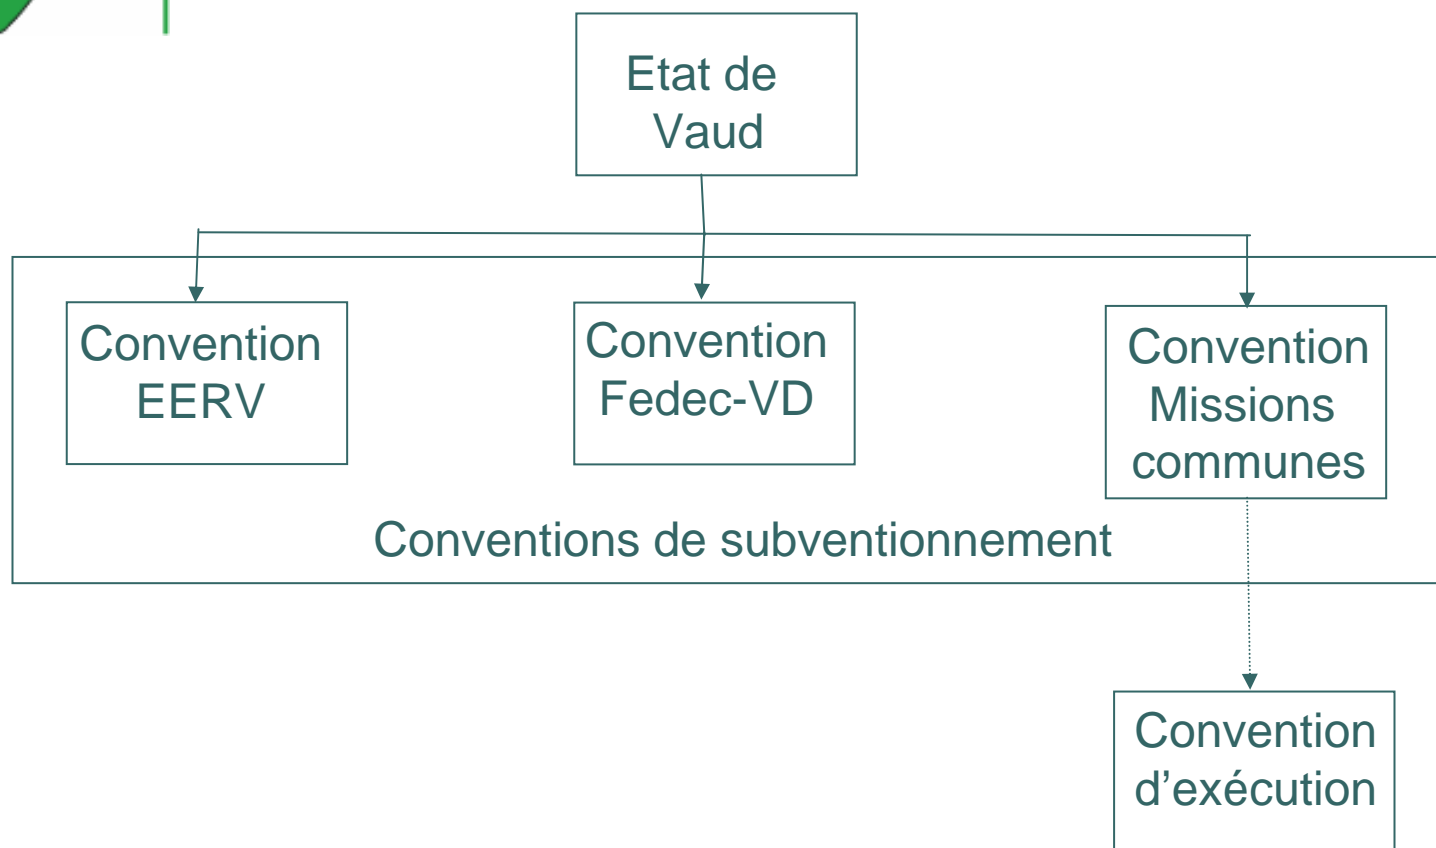 Etat de
Vaud
Convention
EERV
Convention
Fedec-VD
Convention
Missions
communes
Conventions de subventionnement
Convention
d’exécution